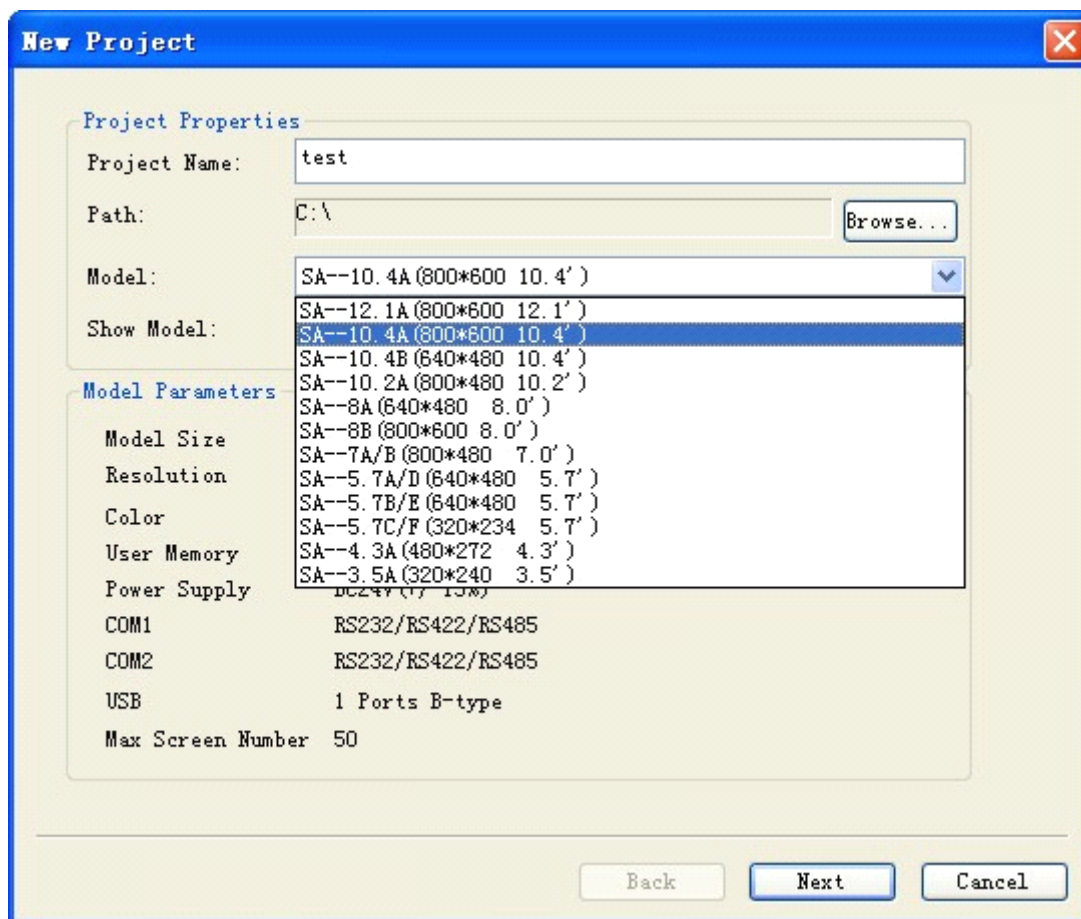 New Project
Project Properties
Project Name: test
Path: C:\ Browse...
Model: SA--10.4A(800*600 10.4')
SA--12.1A(800*600 12.1')
Show Model: SA--10.4A(800*600 10.4')
SA--10.4B(640*480 10.4')
SA--10.2A(800*480 10.2')
Model Parameters
SA--8A(640*480 8.0')
Model Size SA--8B(800*600 8.0')
SA--7A/B(800*480 7.0')
Resolution SA--5.7A/D(640*480 5.7')
SA--5.7B/E(640*480 5.7')
Color SA--5.7C/F(320*234 5.7')
User Memory SA--4.3A(480*272 4.3')
SA--3.5A(320*240 3.5')
Power Supply
COM1 RS232/RS422/RS485
COM2 RS232/RS422/RS485
USB 1 Ports B-type
Max Screen Number 50
Back Next Cancel